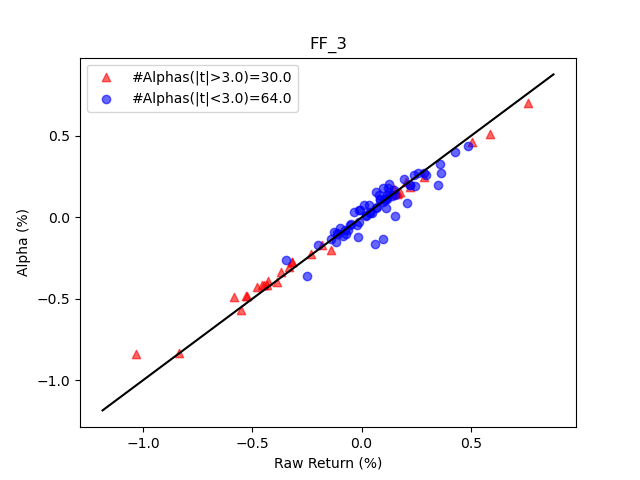 FF_3
#Alphas(|t|>3.0)=30.0
#Alphas(|t|<3.0)=64.0
Alpha (%)
0.5
0.0
−0.5
−1.0
−1.0 −0.5 0.0 0.5
Raw Return (%)